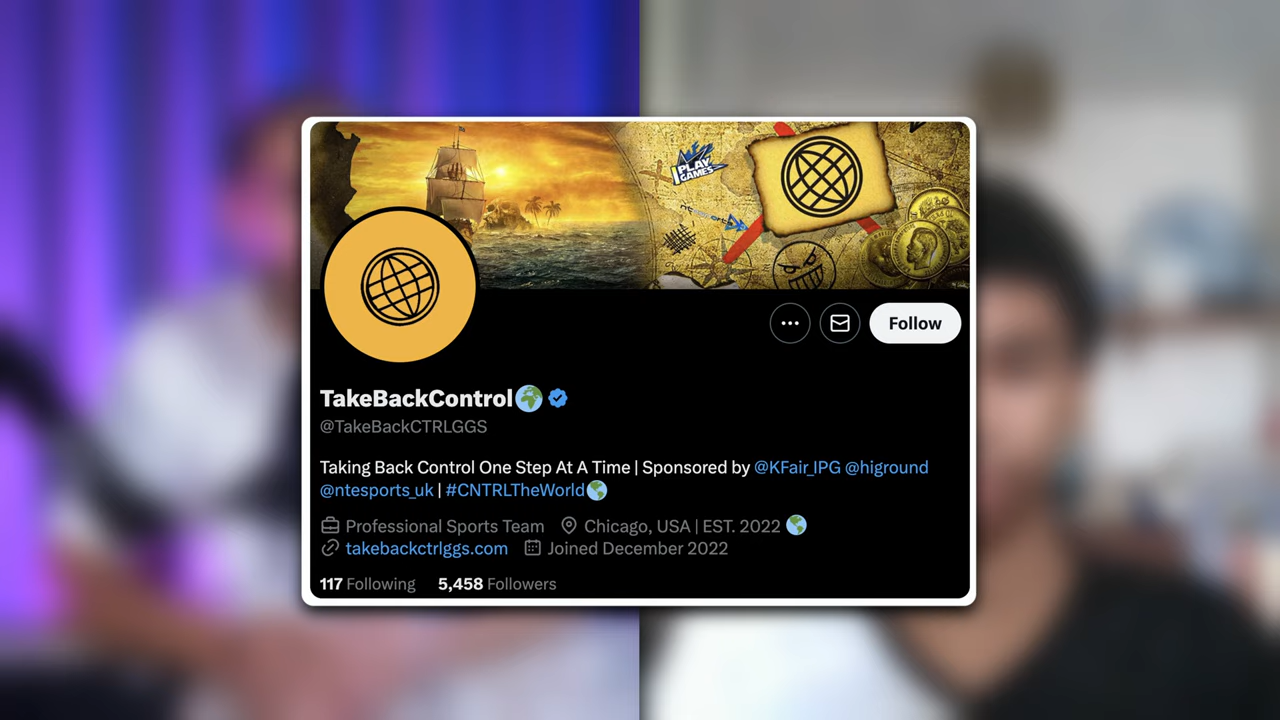 I PLAY
GAMES
Follow
TakeBackControl🌍
@TakeBackCTRLGGS
Taking Back Control One Step At A Time | Sponsored by @KFair_IPG @higround
@ntesports_uk | #CNTRLTheWorld🌎
Professional Sports Team Chicago, USA | EST. 2022 🌎
takebackctrlggs.com Joined December 2022
117 Following 5,458 Followers